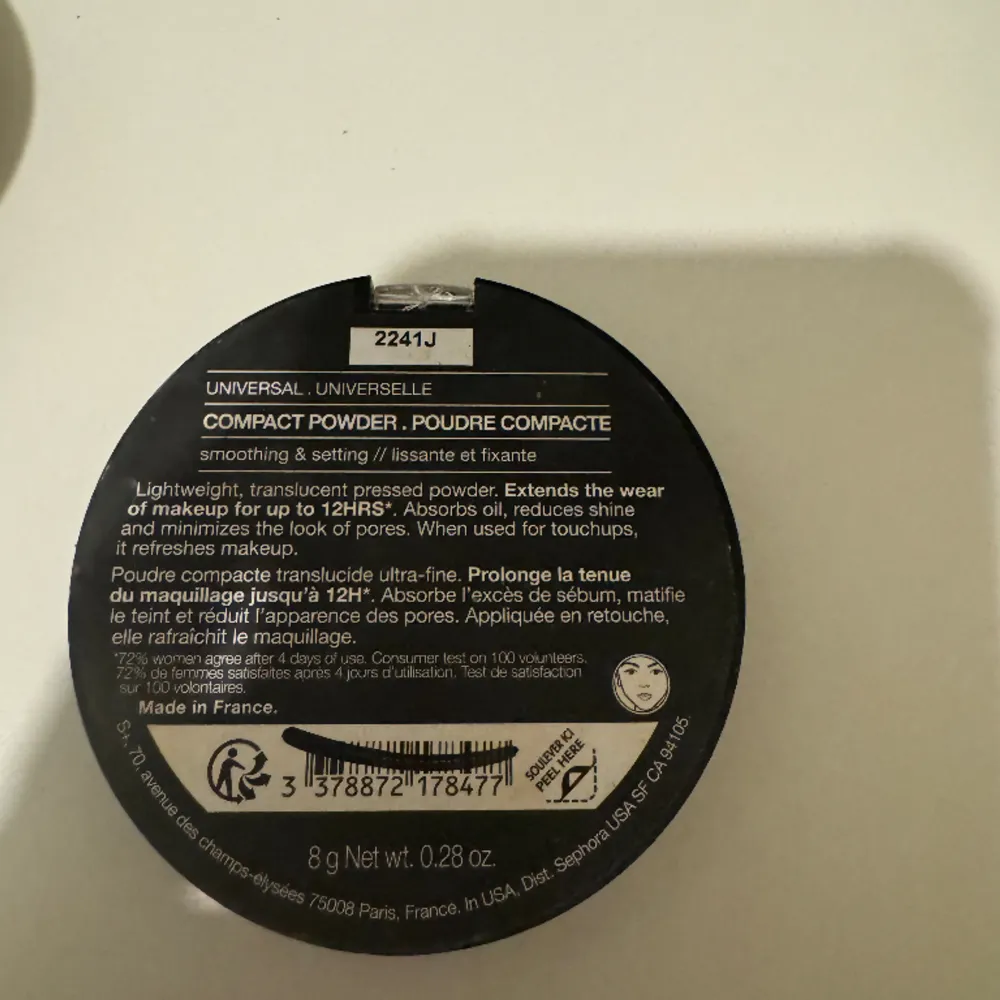 2241J
UNIVERSAL . UNIVERSELLE
COMPACT POWDER . POUDRE COMPACTE
smoothing & setting // lissante et fixante
Lightweight, translucent pressed powder. Extends the wear
of makeup for up to 12HRS*. Absorbs oil, reduces shine
and minimizes the look of pores. When used for touchups,
it refreshes makeup.
Poudre compacte translucide ultra-fine. Prolonge la tenue
du maquillage jusqu'à 12H*. Absorbe l'excès de sébum, matifie
le teint et réduit l'apparence des pores. Appliquée en retouche,
elle rafraîchit le maquillage.
*72% women agree after 4 days of use. Consumer test on 100 volunteers.
72% de femmes satisfaites après 4 jours d'utilisation. Test de satisfaction
sur 100 volontaires.
Made in France.
SOULEVER ICI
PEEL HERE
3 378872 178477
8 g Net wt. 0.28 oz.
S+, 70, avenue des champs-élysées 75008 Paris, France. In USA, Dist. Sephora USA SF CA 94105.